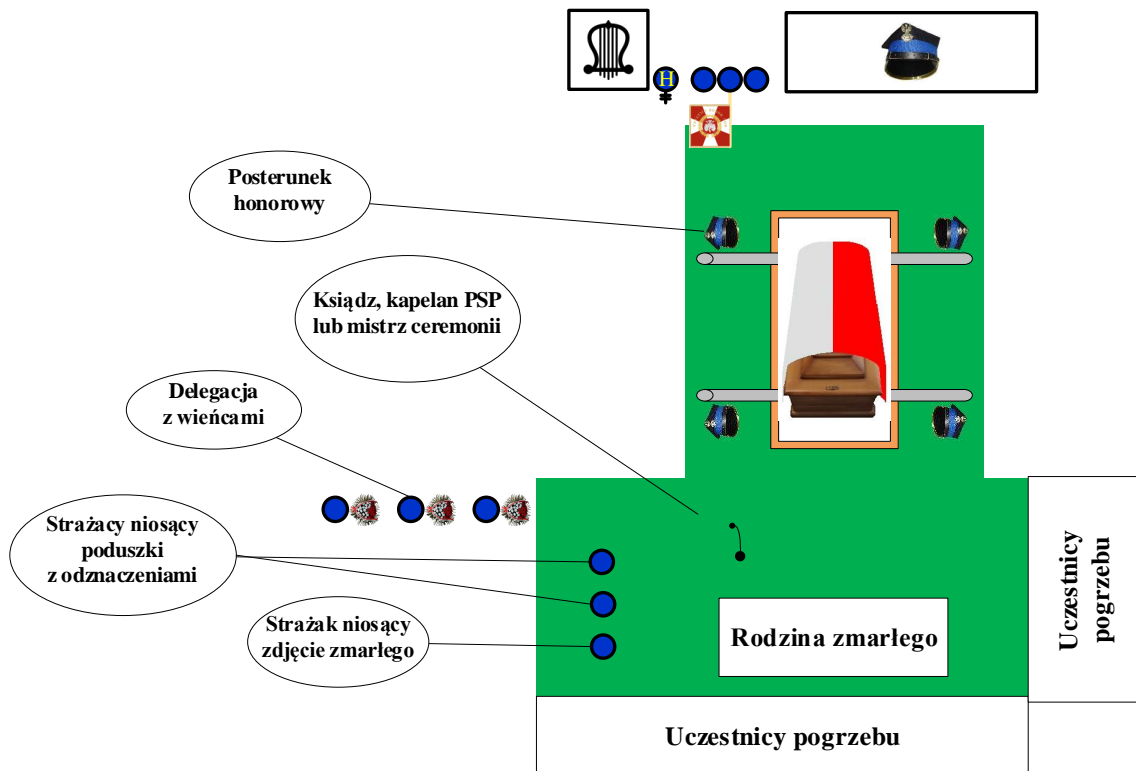 H
Posterunek
honorowy
Ksiądz, kapelan PSP
lub mistrz ceremonii
Delegacja
z wieńcami
Strażacy niosący
poduszki
z odznaczeniami
Strażak niosący
zdjęcie zmarłego
Rodzina zmarłego
Uczestnicy
pogrzebu
Uczestnicy pogrzebu